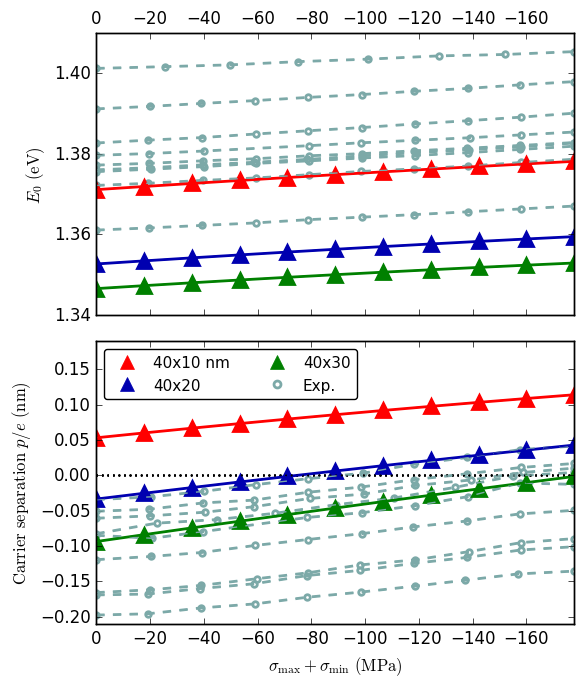 0 −20 −40 −60 −80 −100 −120 −140 −160
1.40
1.38
1.36
1.34
E₀ (eV)
40x10 nm 40x30
40x20 Exp.
0.15
0.10
0.05
0.00
−0.05
−0.10
−0.15
−0.20
Carrier separation p/e (nm)
0 −20 −40 −60 −80 −100 −120 −140 −160
σmax + σmin (MPa)